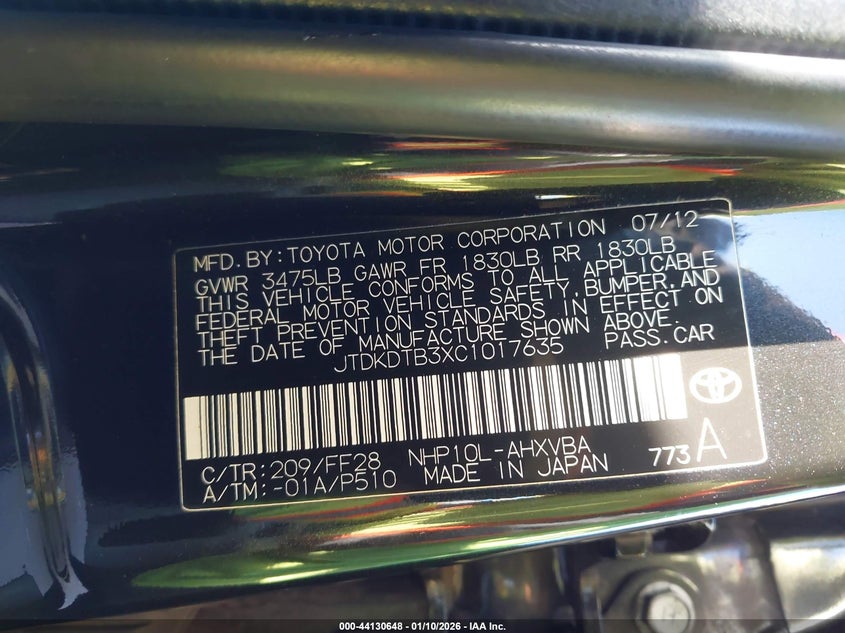 MFD.BY: TOYOTA MOTOR CORPORATION 07/12
GVWR 3475LB GAWR FR 1830LB RR 1830LB
THIS VEHICLE CONFORMS TO ALL APPLICABLE
FEDERAL MOTOR VEHICLE SAFETY,BUMPER,AND
THEFT PREVENTION STANDARDS IN EFFECT ON
THE DATE OF MANUFACTURE SHOWN ABOVE.
JTDKDTB3XC1017635 PASS.CAR
C/TR: 209/FF28 NHP10L-AHXVBA
A/TM: -01A/P510 MADE IN JAPAN 773 A
000-44130648 - 01/10/2026 - IAA Inc.